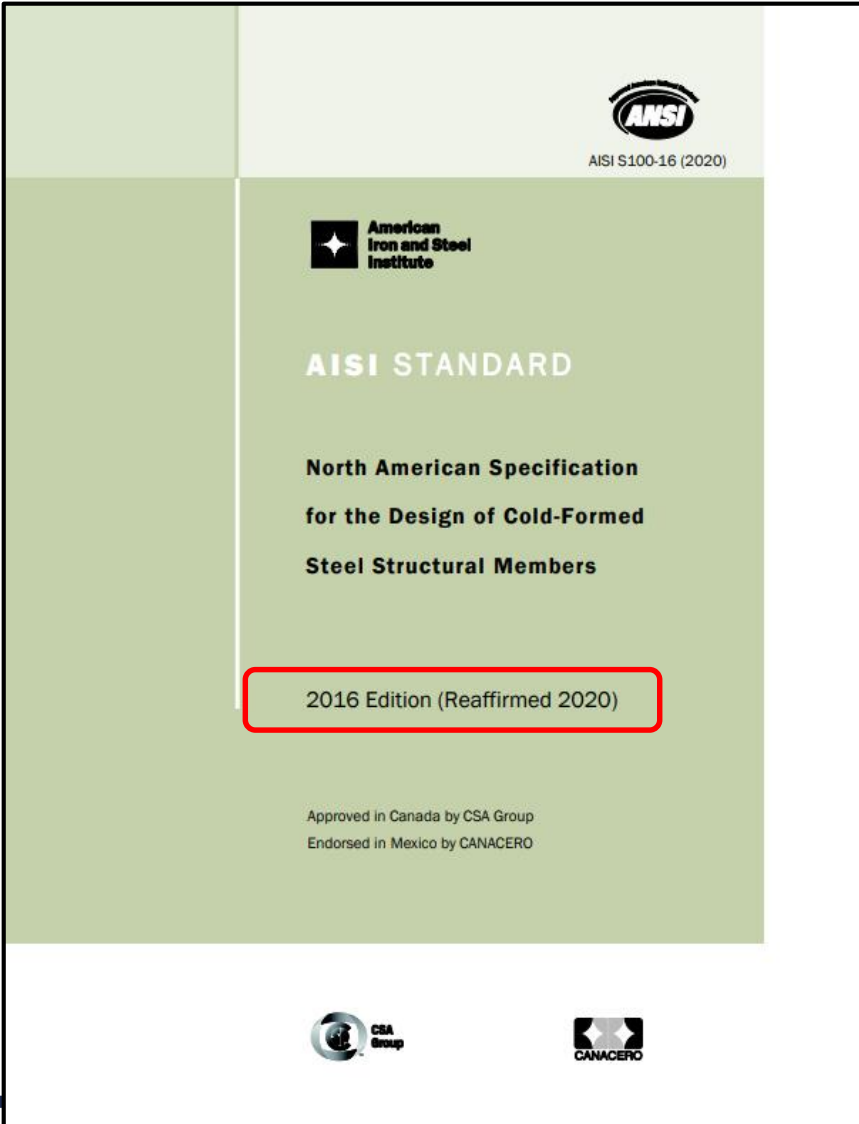 ANSI
AISI S100-16 (2020)
American
Iron and Steel
Institute
AISI STANDARD
North American Specification
for the Design of Cold-Formed
Steel Structural Members
2016 Edition (Reaffirmed 2020)
Approved in Canada by CSA Group
Endorsed in Mexico by CANACERO
CSA
Group
CANACERO